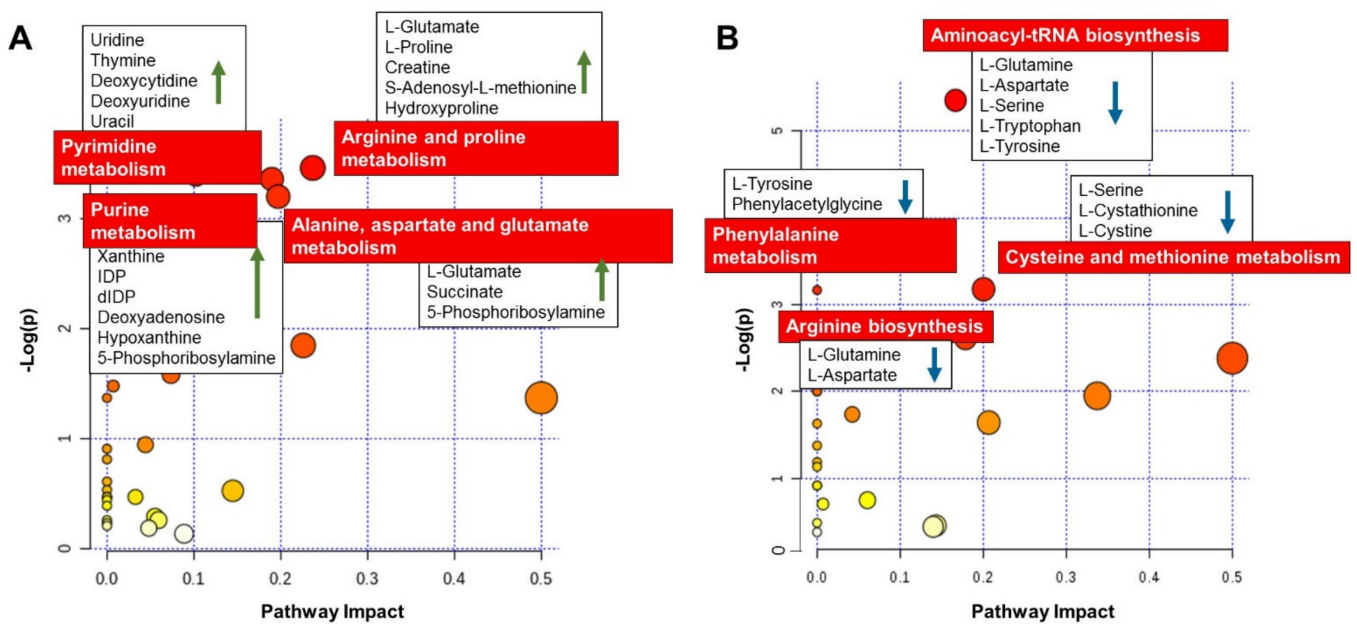 A
Uridine
Thymine
Deoxycytidine
Deoxyuridine
Uracil
Pyrimidine
metabolism
L-Glutamate
L-Proline
Creatine
S-Adenosyl-L-methionine
Hydroxyproline
Arginine and proline
metabolism
Purine
metabolism
Xanthine
IDP
dIDP
Deoxyadenosine
Hypoxanthine
5-Phosphoribosylamine
Alanine, aspartate and glutamate
metabolism
L-Glutamate
Succinate
5-Phosphoribosylamine
-Log(p)
3
2
1
0
0.0 0.1 0.2 0.3 0.4 0.5
Pathway Impact
B
Aminoacyl-tRNA biosynthesis
L-Glutamine
L-Aspartate
L-Serine
L-Tryptophan
L-Tyrosine
L-Tyrosine
Phenylacetylglycine
Phenylalanine
metabolism
L-Serine
L-Cystathionine
L-Cystine
Cysteine and methionine metabolism
Arginine biosynthesis
L-Glutamine
L-Aspartate
-Log(p)
5
3
2
1
0
0.0 0.1 0.2 0.3 0.4 0.5
Pathway Impact